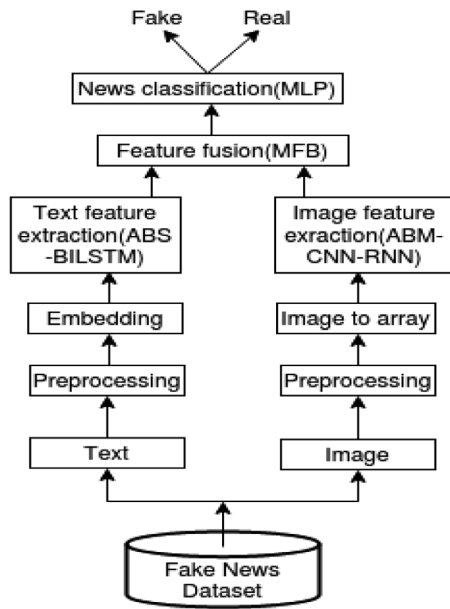 Fake
Real
News classification(MLP)
Feature fusion(MFB)
Text feature
extraction(ABS
-BILSTM)
Image feature
exraction(ABM-
CNN-RNN)
Embedding
Image to array
Preprocessing
Preprocessing
Text
Image
Fake News
Dataset